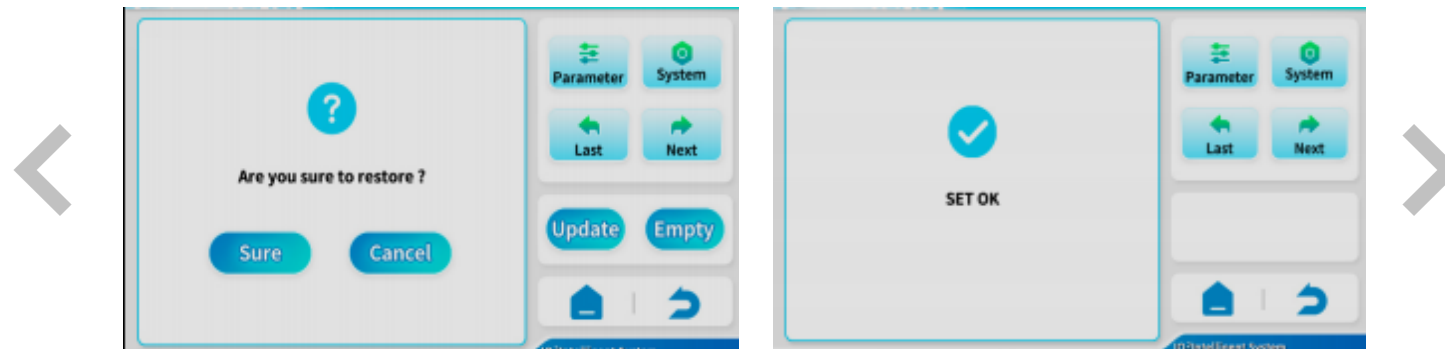 Parameter System
Last Next
Are you sure to restore ?
Sure Cancel
Update Empty
Parameter System
Last Next
SET OK